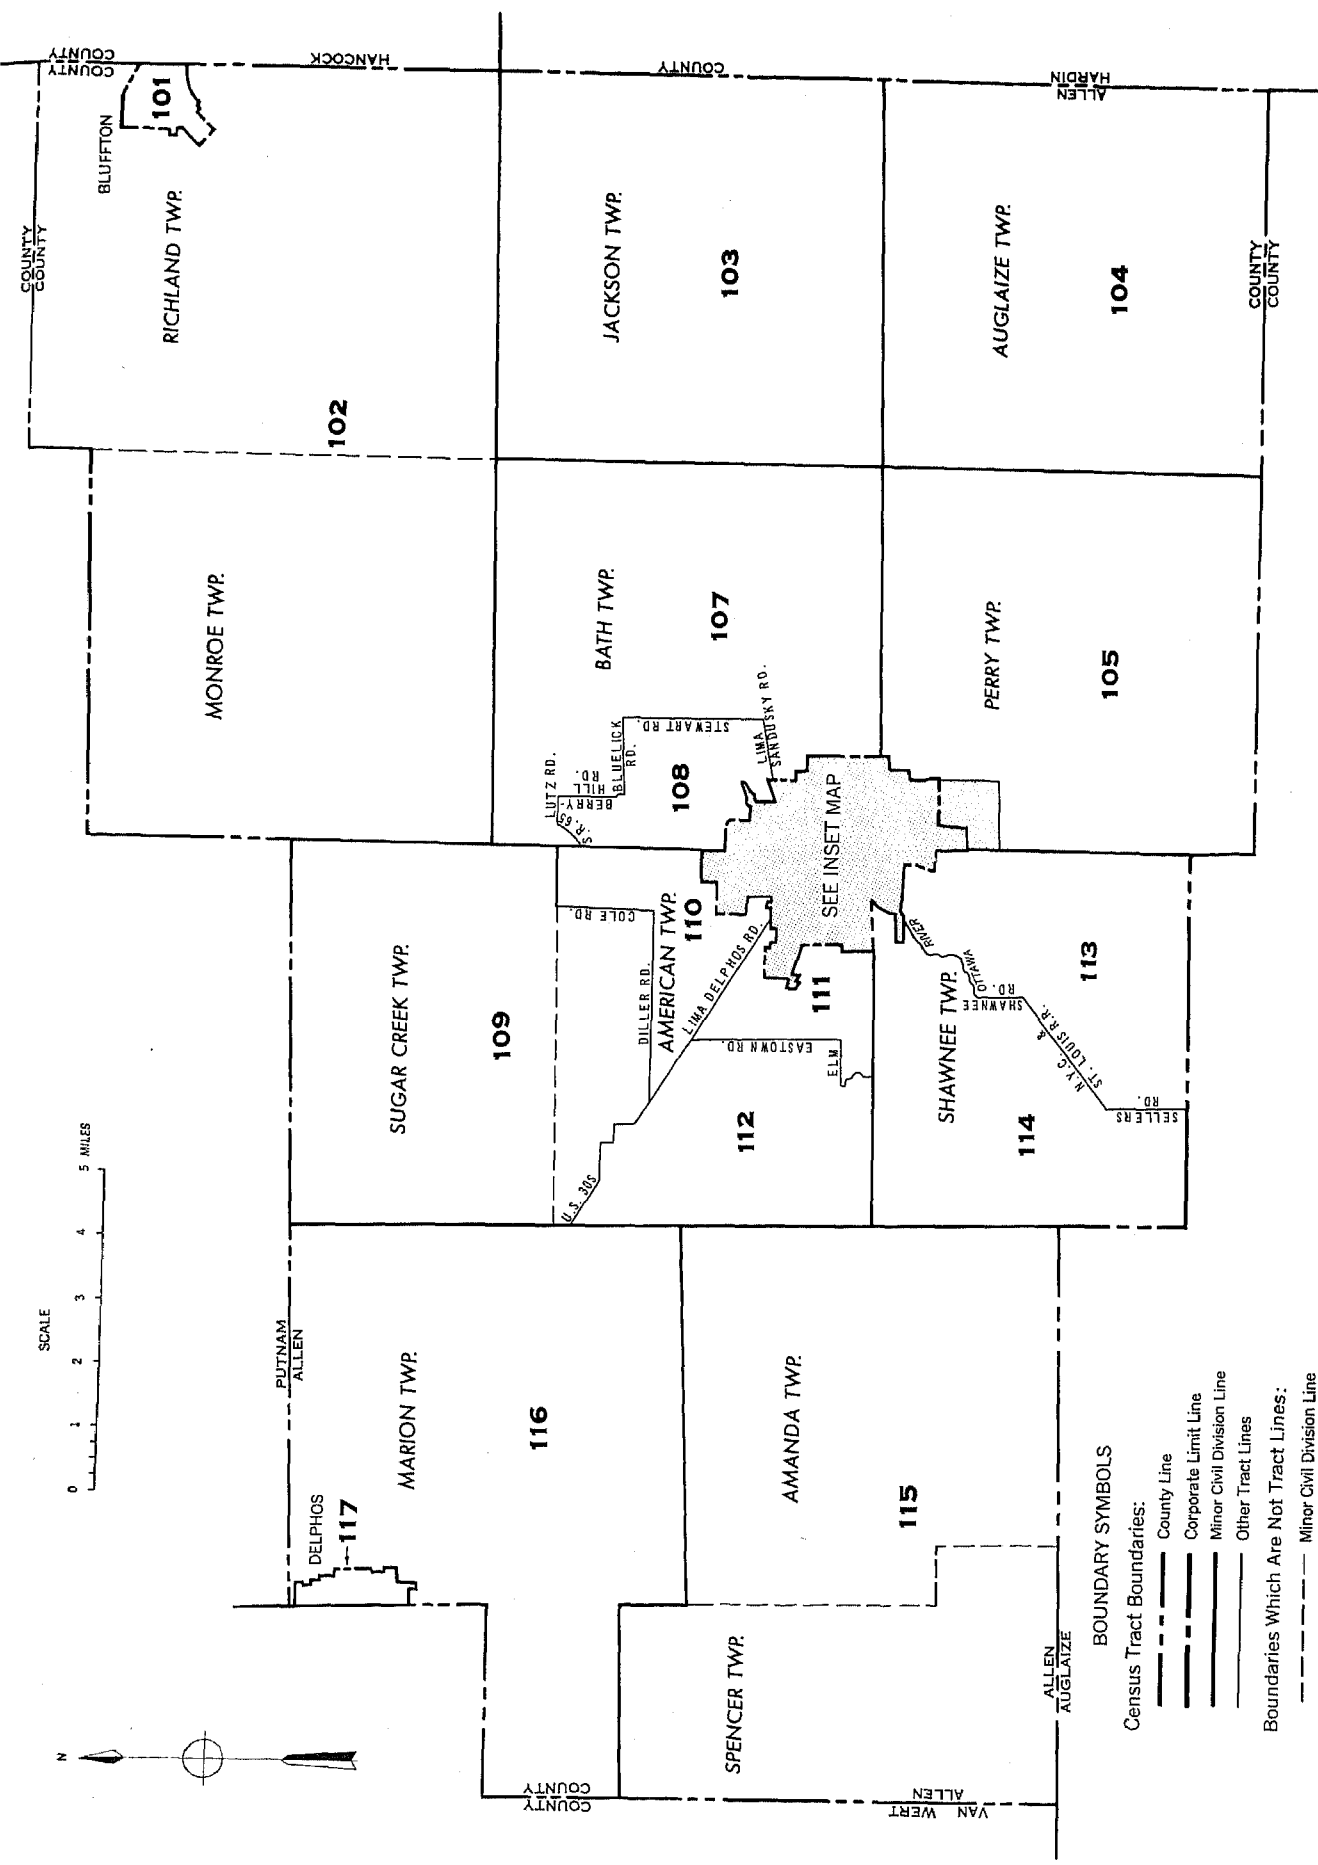 N
SCALE
0 1 2 3 4 5 MILES
PUTNAM
ALLEN
COUNTY
COUNTY
COUNTY
COUNTY
HANCOCK
COUNTY
HARDIN
ALLEN
COUNTY
COUNTY
ALLEN
AUGLAIZE
VAN WERT
ALLEN
COUNTY
COUNTY
DELPHOS
117
MARION TWP.
116
SPENCER TWP.
AMANDA TWP.
115
SUGAR CREEK TWP.
109
MONROE TWP.
102
RICHLAND TWP.
BLUFFTON
101
JACKSON TWP.
103
AUGLAIZE TWP.
104
BATH TWP.
107
LUTZ RD.
S.R. 65
BERRY-
HILL
RD.
BLUELICK
RD.
STEWART RD.
LIMA
SANDUSKY RD.
108
COLE RD.
DILLER RD.
AMERICAN TWP.
110
U.S. 30S
LIMA DELPHOS RD.
EASTOWN RD.
ELM
111
112
SEE INSET MAP
PERRY TWP.
105
SHAWNEE TWP.
OTTAWA
RIVER
SHAWNEE
RD.
N.Y.C. &
ST. LOUIS R.R.
SELLERS
RD.
113
114
BOUNDARY SYMBOLS
Census Tract Boundaries:
County Line
Corporate Limit Line
Minor Civil Division Line
Other Tract Lines
Boundaries Which Are Not Tract Lines:
Minor Civil Division Line